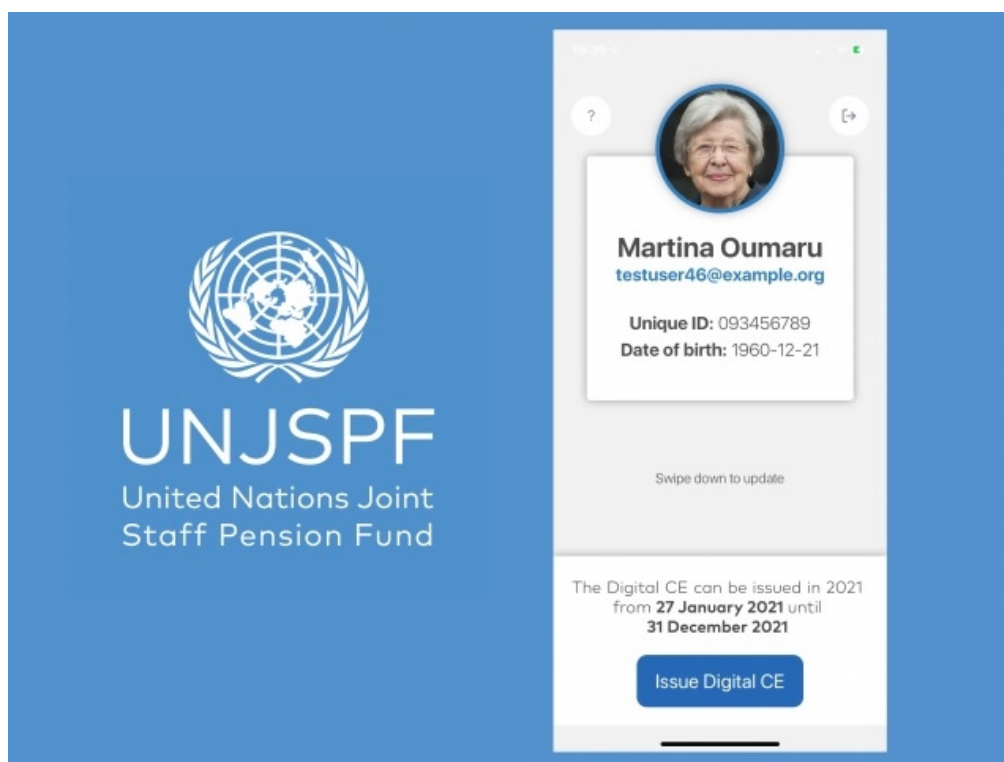 UNJSPF
United Nations Joint
Staff Pension Fund
?
Martina Oumaru
testuser46@example.org
Unique ID: 093456789
Date of birth: 1960-12-21
Swipe down to update
The Digital CE can be issued in 2021
from 27 January 2021 until
31 December 2021
Issue Digital CE